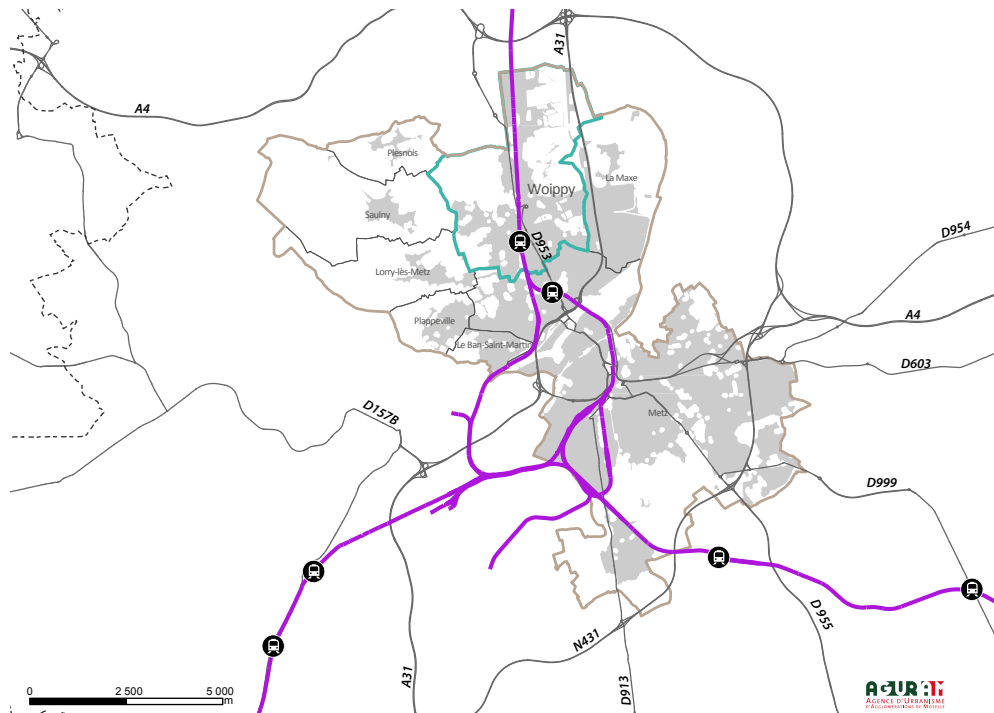 A31
A4
Plesnois
Woippy
La Maxe
Saulny
D954
D953
Lorry-lès-Metz
A4
Plappeville
Le Ban-Saint-Martin
D603
D157B
Metz
D999
D 955
N431
A31
D913
0 2 500 5 000
m
AGURAM
AGENCE D'URBANISME
D'AGGLOMÉRATIONS DE MOSELLE